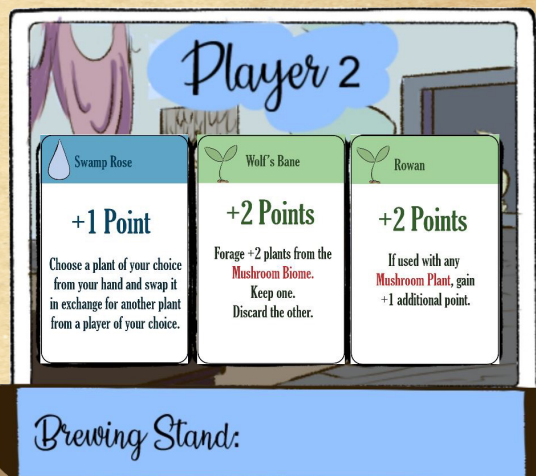 Player 2
Swamp Rose
+1 Point
Choose a plant of your choice
from your hand and swap it
in exchange for another plant
from a player of your choice.
Wolf's Bane
+2 Points
Forage +2 plants from the
Mushroom Biome.
Keep one.
Discard the other.
Rowan
+2 Points
If used with any
Mushroom Plant, gain
+1 additional point.
Brewing Stand: